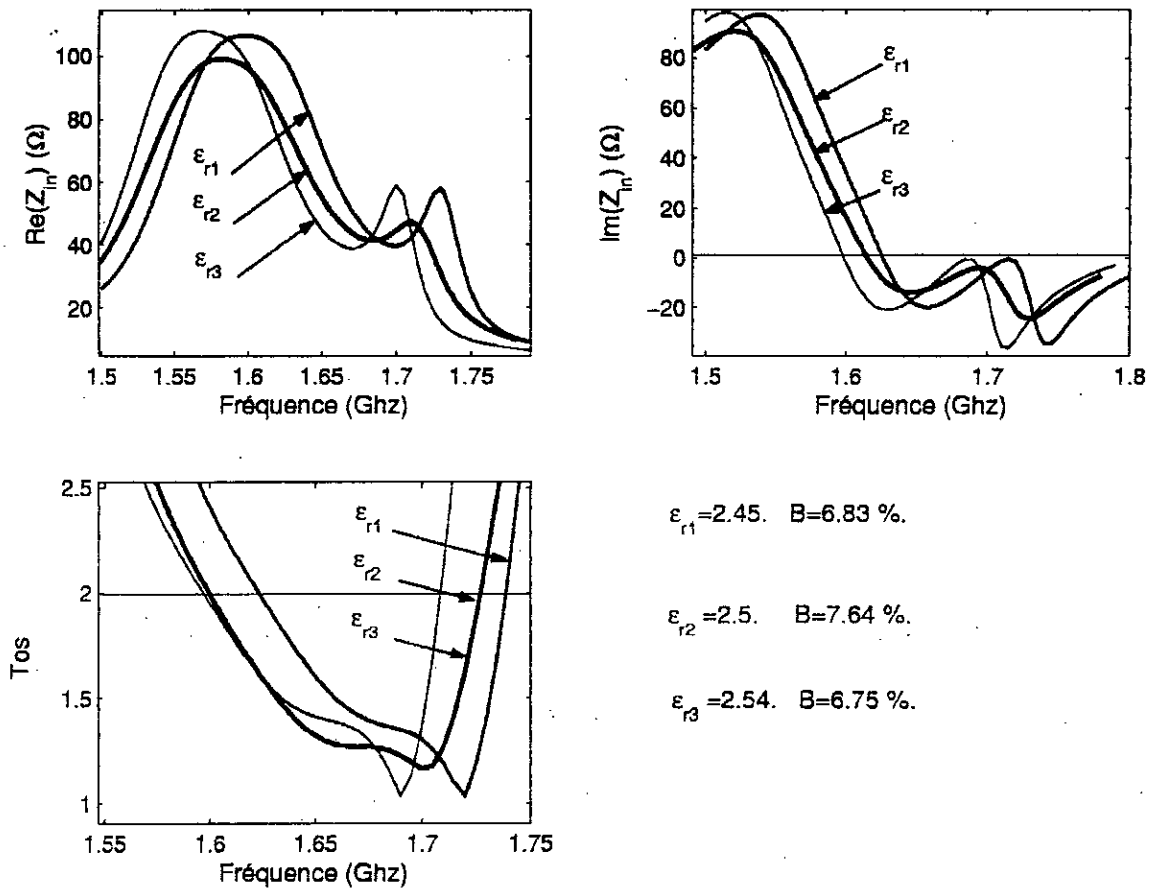 Re(Z_in) (Ω)
100
80
60
40
20
ε_r1
ε_r2
ε_r3
1.5
1.55
1.6
1.65
1.7
1.75
Fréquence (Ghz)
Im(Z_in) (Ω)
80
60
40
20
0
−20
ε_r1
ε_r2
ε_r3
1.5
1.6
1.7
1.8
Fréquence (Ghz)
Tos
2.5
2
1.5
1
ε_r1
ε_r2
ε_r3
1.55
1.6
1.65
1.7
1.75
Fréquence (Ghz)
ε_r1=2.45. B=6.83 %.
ε_r2=2.5. B=7.64 %.
ε_r3=2.54. B=6.75 %.